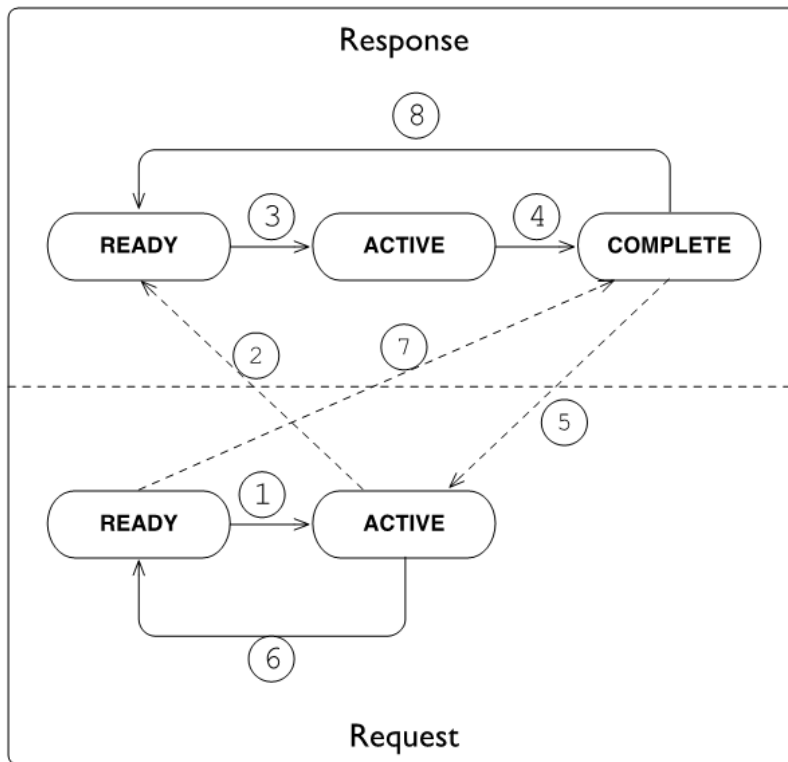 Response
8
3
4
READY
ACTIVE
COMPLETE
2
7
5
1
READY
ACTIVE
6
Request